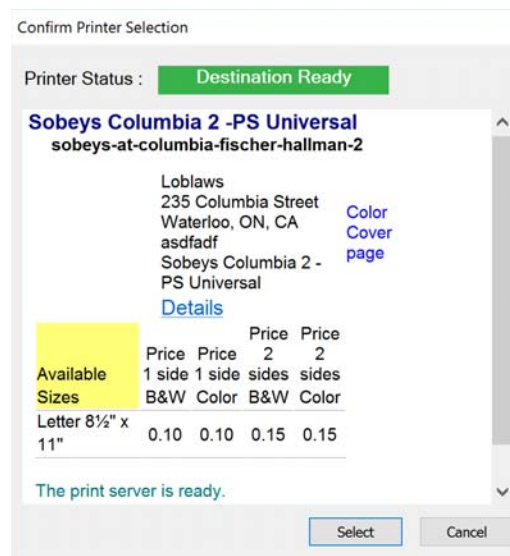 Confirm Printer Selection
Printer Status : Destination Ready
Sobeys Columbia 2 -PS Universal
sobeys-at-columbia-fischer-hallman-2
Loblaws
235 Columbia Street
Waterloo, ON, CA
asdfadf
Sobeys Columbia 2 -
PS Universal
Details
Color
Cover
page
Available
Sizes
Price
1 side
B&W
Price
1 side
Color
Price
2
sides
B&W
Price
2
sides
Color
Letter 8½" x
11"
0.10 0.10 0.15 0.15
The print server is ready.
Select Cancel